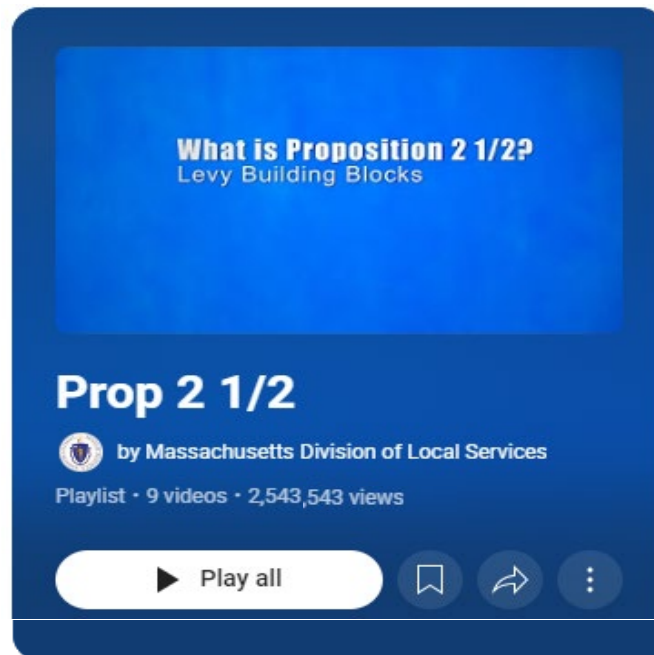 What is Proposition 2 1/2?
Levy Building Blocks
Prop 2 1/2
by Massachusetts Division of Local Services
Playlist • 9 videos • 2,543,543 views
Play all